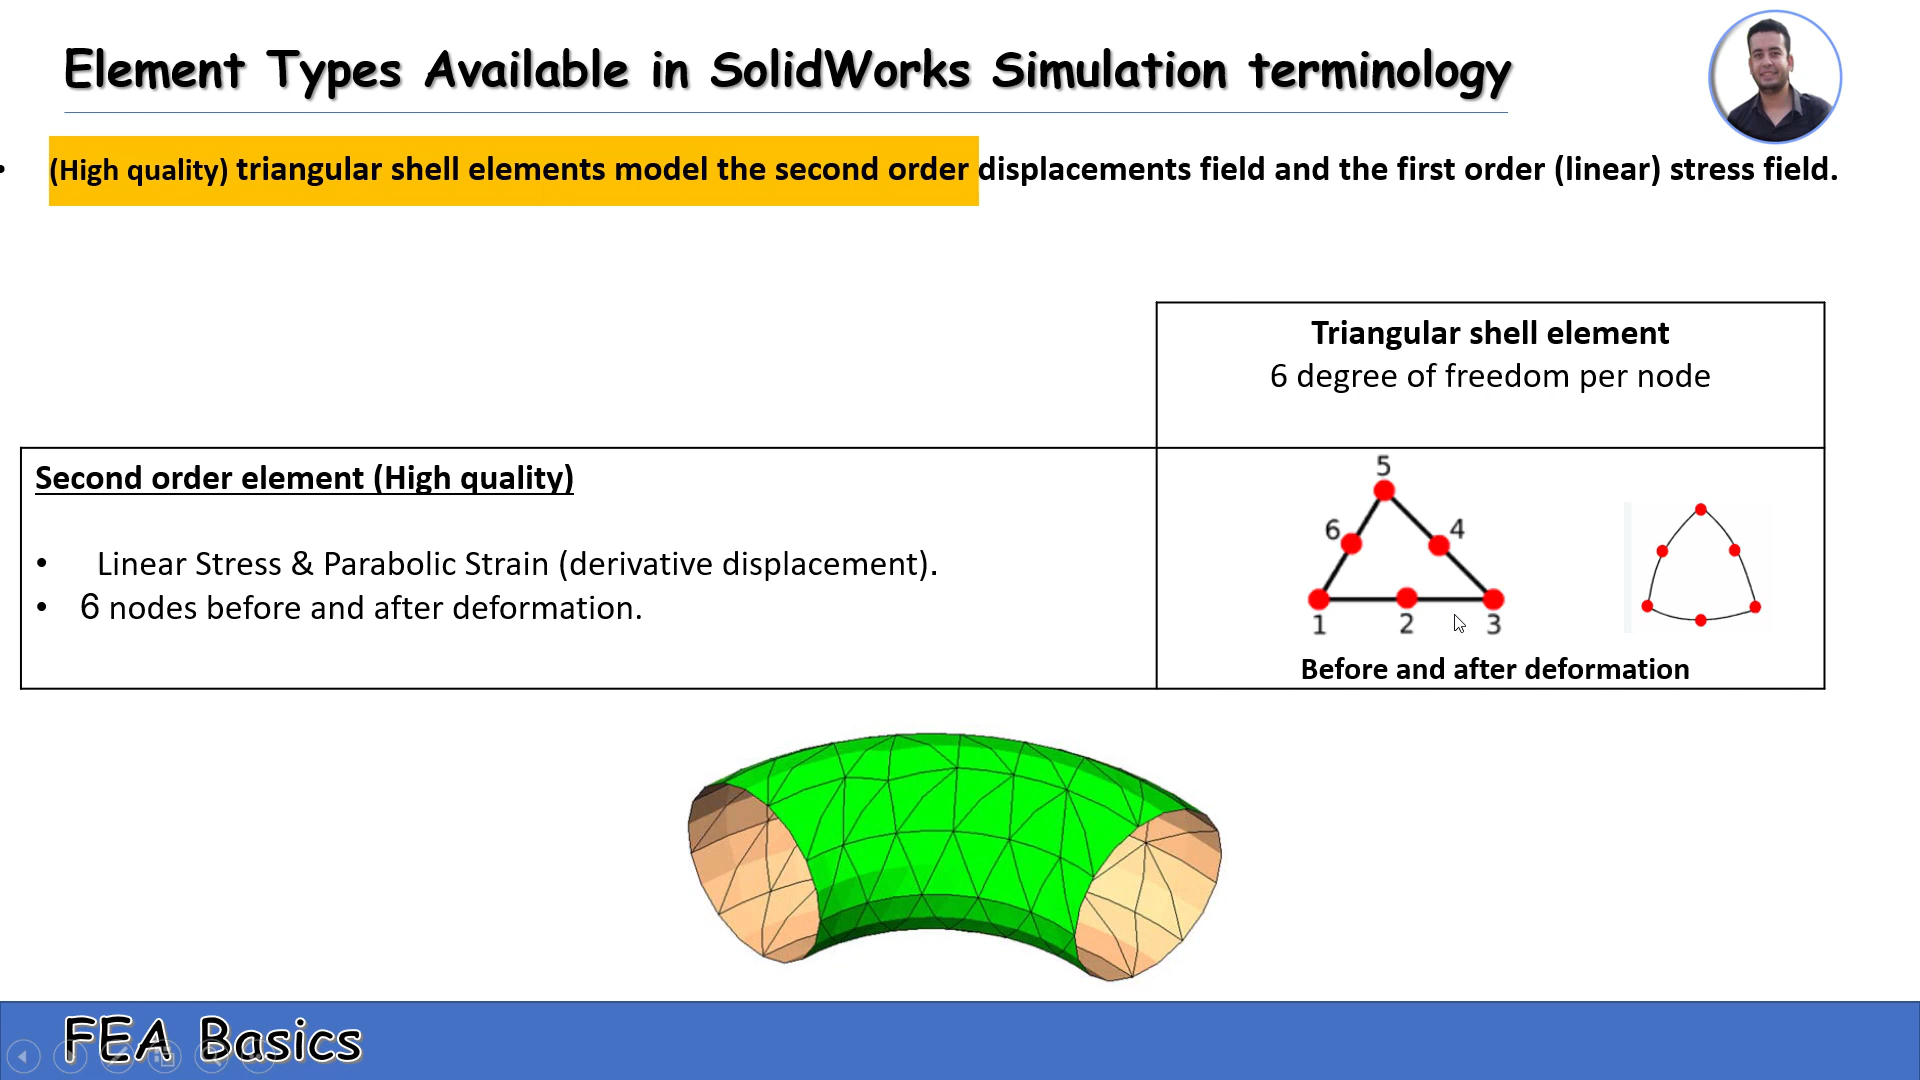 Element Types Available in SolidWorks Simulation terminology
• (High quality) triangular shell elements model the second order displacements field and the first order (linear) stress field.
Triangular shell element
6 degree of freedom per node
Second order element (High quality)
• Linear Stress & Parabolic Strain (derivative displacement).
• 6 nodes before and after deformation.
5
6 4
1 2 3
Before and after deformation
FEA Basics